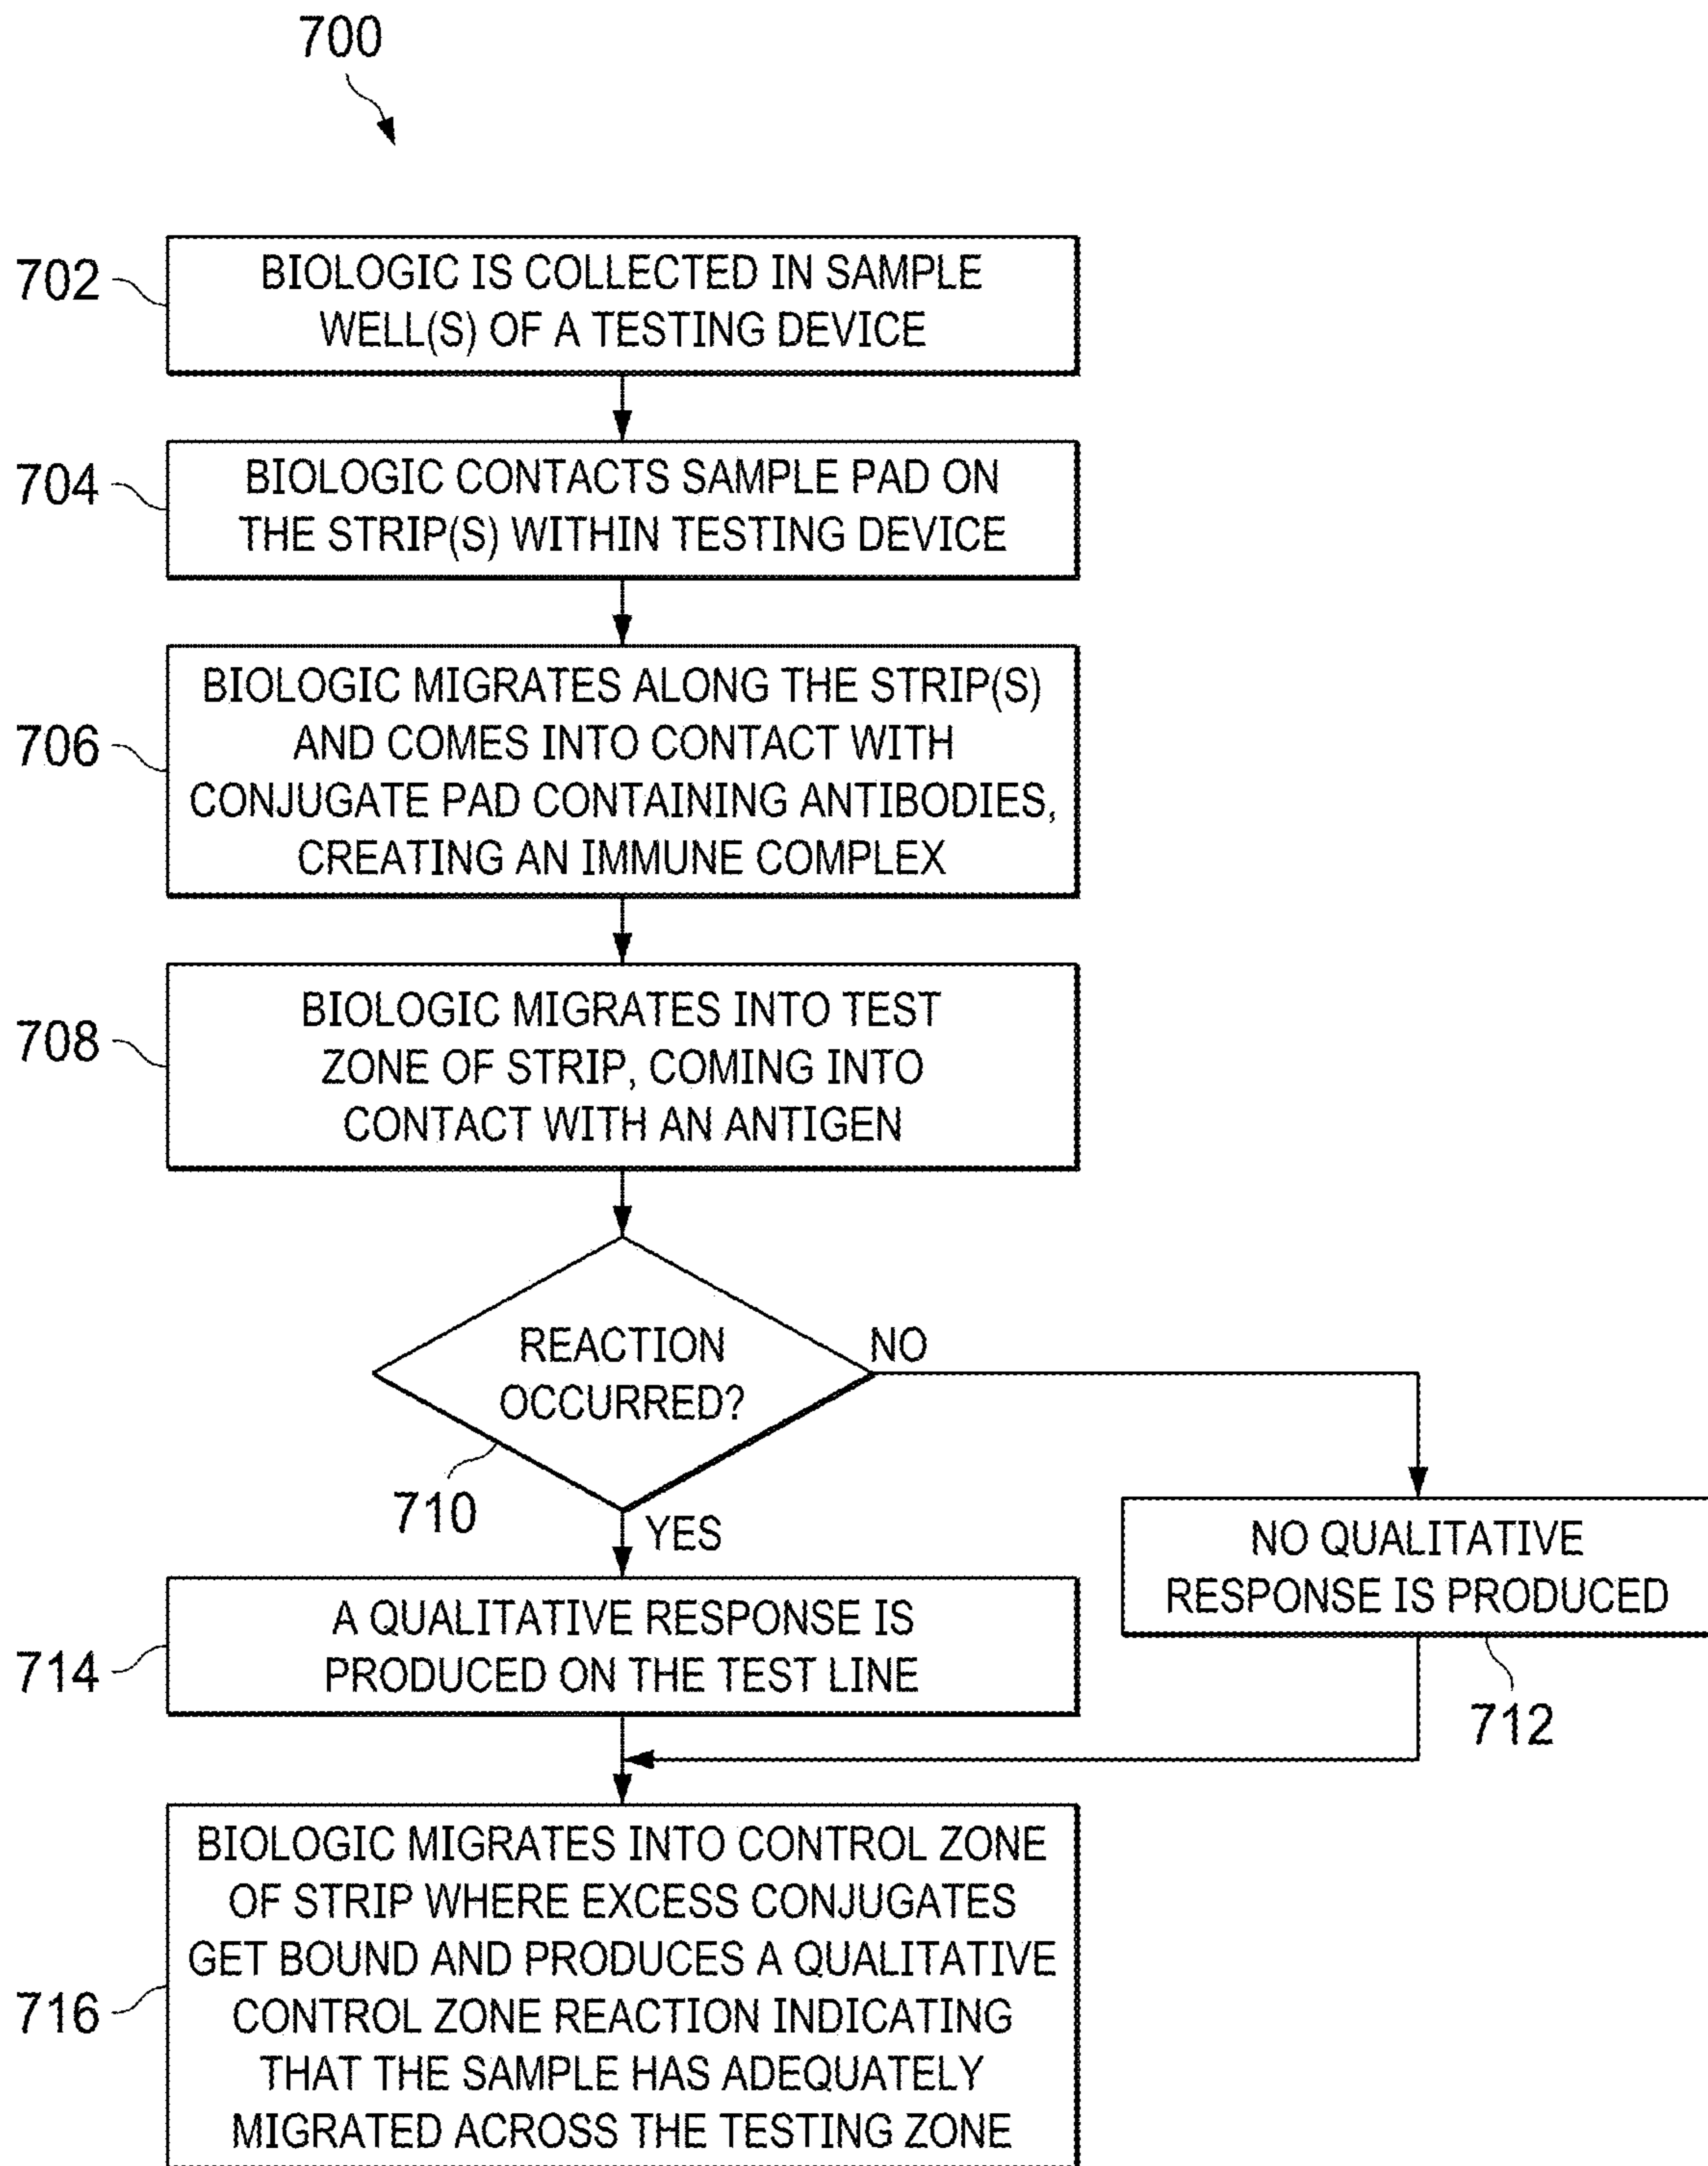 700
702
BIOLOGIC IS COLLECTED IN SAMPLE
WELL(S) OF A TESTING DEVICE
704
BIOLOGIC CONTACTS SAMPLE PAD ON
THE STRIP(S) WITHIN TESTING DEVICE
706
BIOLOGIC MIGRATES ALONG THE STRIP(S)
AND COMES INTO CONTACT WITH
CONJUGATE PAD CONTAINING ANTIBODIES,
CREATING AN IMMUNE COMPLEX
708
BIOLOGIC MIGRATES INTO TEST
ZONE OF STRIP, COMING INTO
CONTACT WITH AN ANTIGEN
REACTION
OCCURRED?
NO
710
YES
NO QUALITATIVE
RESPONSE IS PRODUCED
712
714
A QUALITATIVE RESPONSE IS
PRODUCED ON THE TEST LINE
716
BIOLOGIC MIGRATES INTO CONTROL ZONE
OF STRIP WHERE EXCESS CONJUGATES
GET BOUND AND PRODUCES A QUALITATIVE
CONTROL ZONE REACTION INDICATING
THAT THE SAMPLE HAS ADEQUATELY
MIGRATED ACROSS THE TESTING ZONE